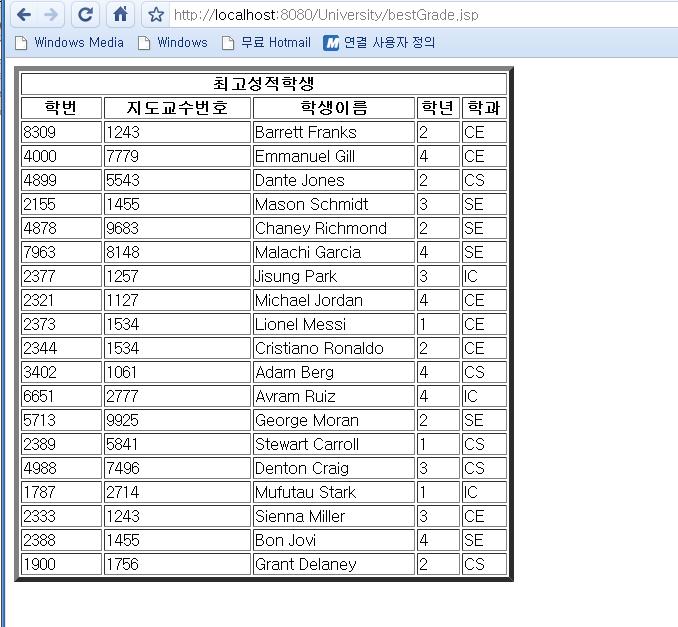 http://localhost:8080/University/bestGrade.jsp
Windows Media Windows 무료 Hotmail 연결 사용자 정의
최고성적학생
학번 지도교수번호 학생이름 학년 학과
8309 1243 Barrett Franks 2 CE
4000 7779 Emmanuel Gill 4 CE
4899 5543 Dante Jones 2 CS
2155 1455 Mason Schmidt 3 SE
4878 9683 Chaney Richmond 2 SE
7963 8148 Malachi Garcia 4 SE
2377 1257 Jisung Park 3 IC
2321 1127 Michael Jordan 4 CE
2373 1534 Lionel Messi 1 CE
2344 1534 Cristiano Ronaldo 2 CE
3402 1061 Adam Berg 4 CS
6651 2777 Avram Ruiz 4 IC
5713 9925 George Moran 2 SE
2389 5841 Stewart Carroll 1 CS
4988 7496 Denton Craig 3 CS
1787 2714 Mufutau Stark 1 IC
2333 1243 Sienna Miller 3 CE
2388 1455 Bon Jovi 4 SE
1900 1756 Grant Delaney 2 CS